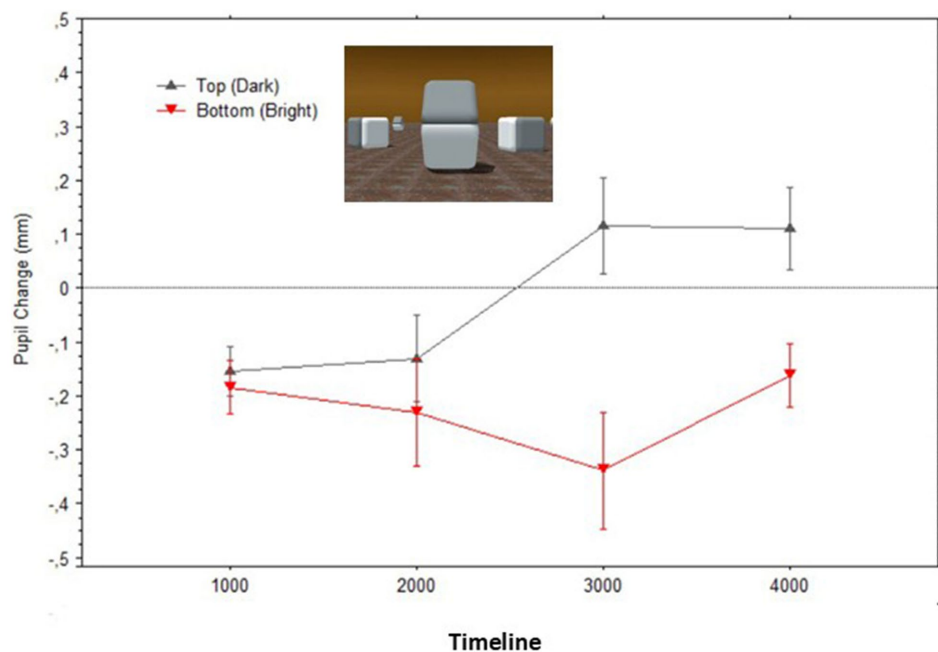 ,5
,4
,3
,2
,1
0
-,1
-,2
-,3
-,4
-,5
Pupil Change (mm)
Top (Dark)
Bottom (Bright)
1000 2000 3000 4000
Timeline